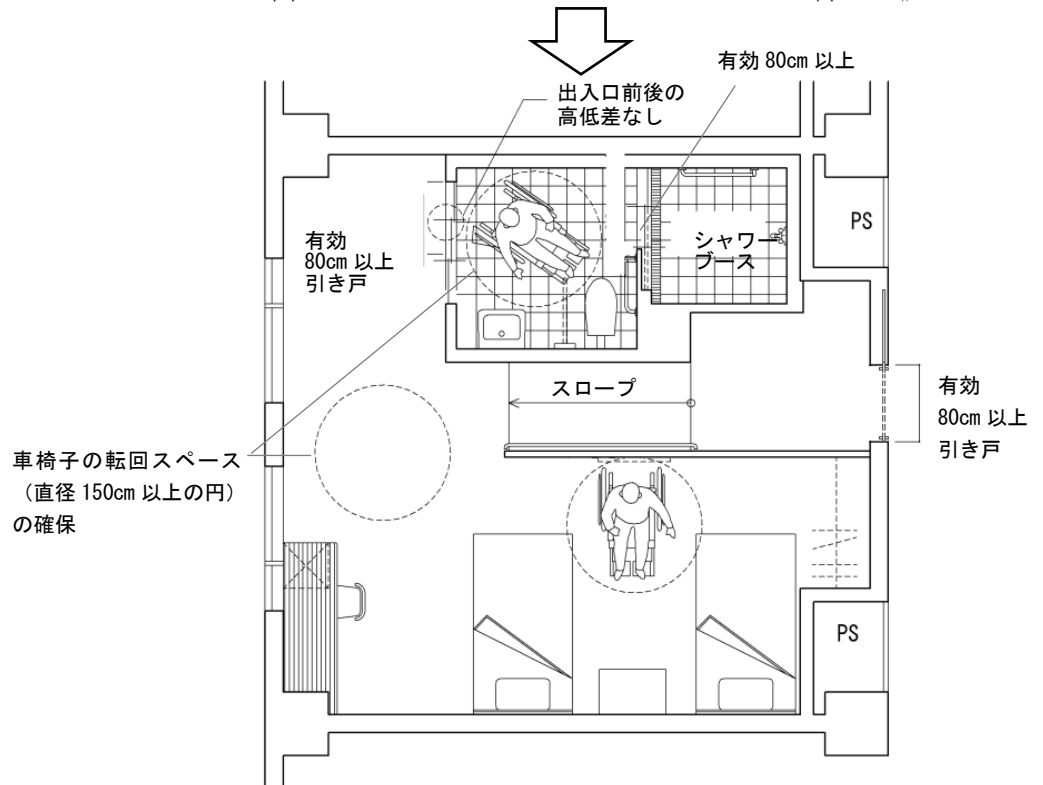 有効 80cm 以上
出入口前後の
高低差なし
PS
有効
80cm 以上
引き戸
シャワー
ブース
スロープ
有効
80cm 以上
引き戸
車椅子の転回スペース
（直径 150cm 以上の円）
の確保
PS